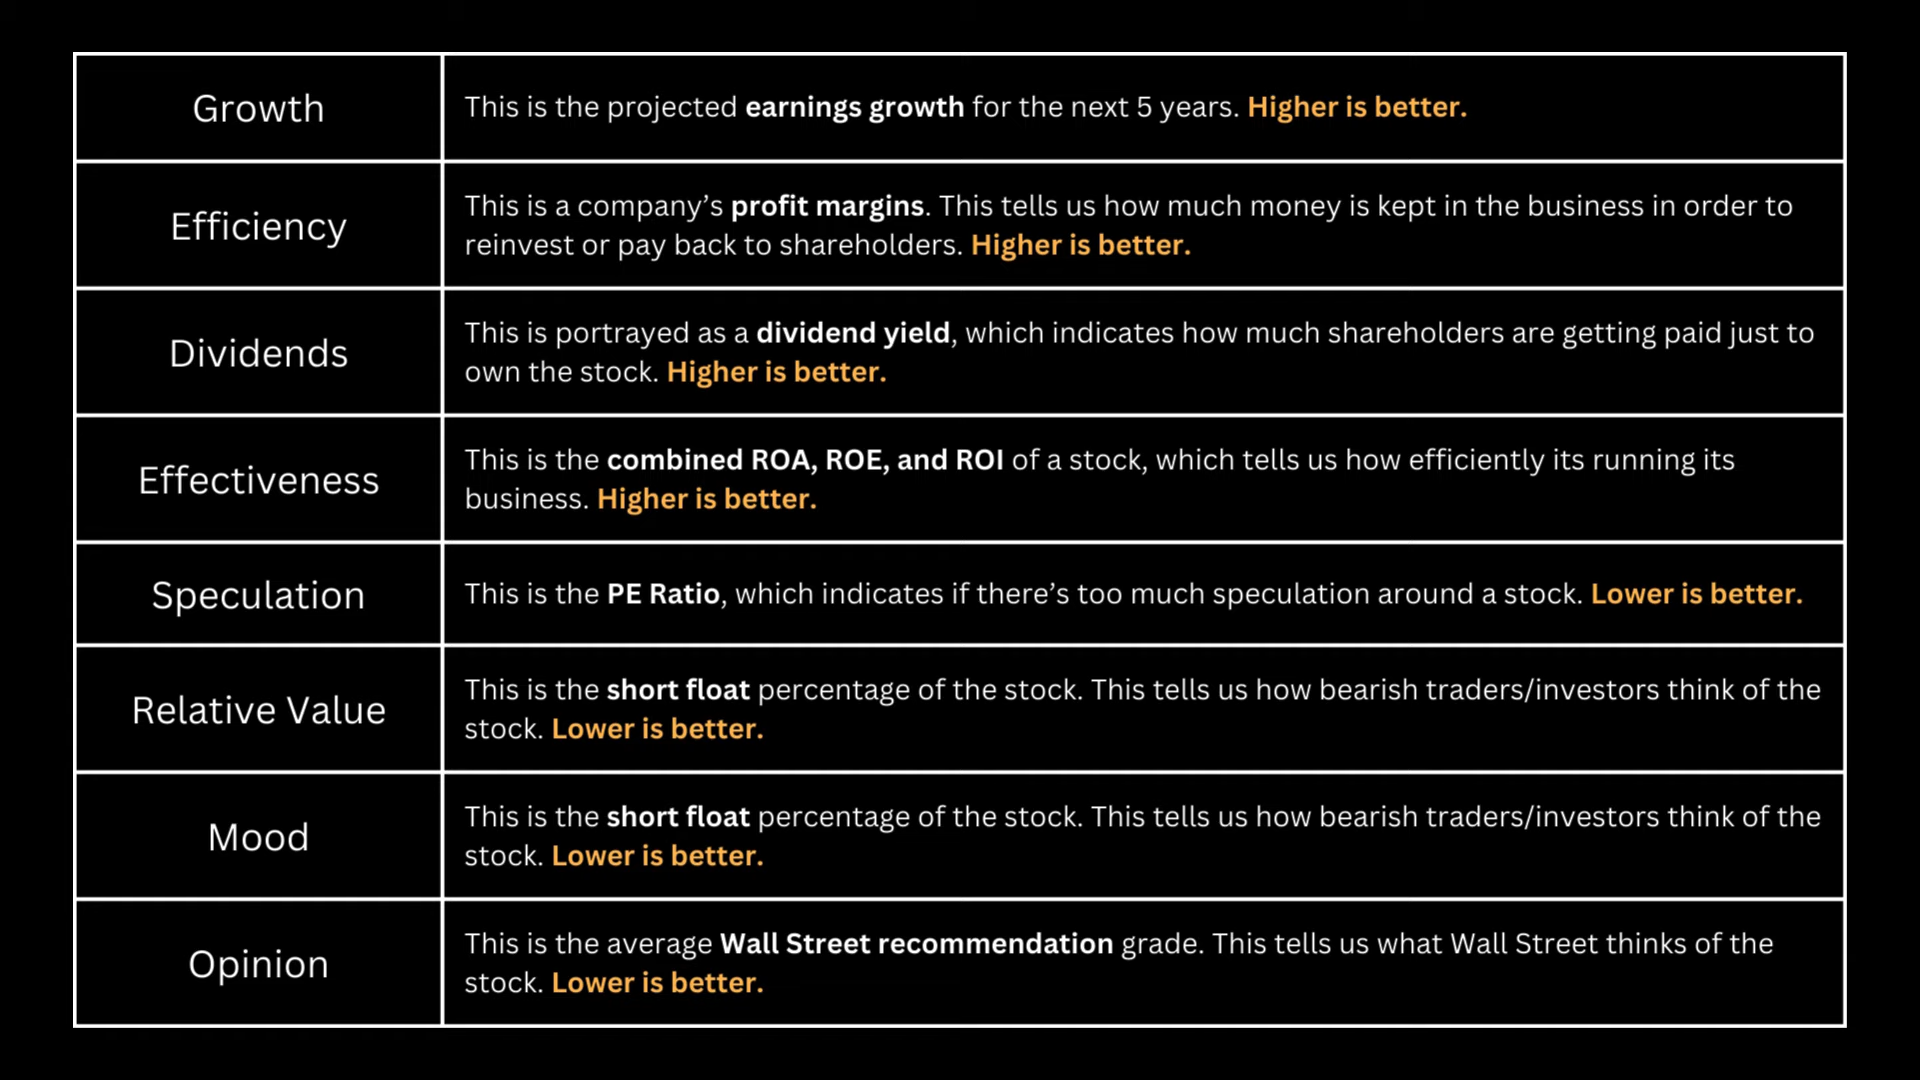 Growth
This is the projected earnings growth for the next 5 years. Higher is better.
Efficiency
This is a company’s profit margins. This tells us how much money is kept in the business in order to
reinvest or pay back to shareholders. Higher is better.
Dividends
This is portrayed as a dividend yield, which indicates how much shareholders are getting paid just to
own the stock. Higher is better.
Effectiveness
This is the combined ROA, ROE, and ROI of a stock, which tells us how efficiently its running its
business. Higher is better.
Speculation
This is the PE Ratio, which indicates if there’s too much speculation around a stock. Lower is better.
Relative Value
This is the short float percentage of the stock. This tells us how bearish traders/investors think of the
stock. Lower is better.
Mood
This is the short float percentage of the stock. This tells us how bearish traders/investors think of the
stock. Lower is better.
Opinion
This is the average Wall Street recommendation grade. This tells us what Wall Street thinks of the
stock. Lower is better.